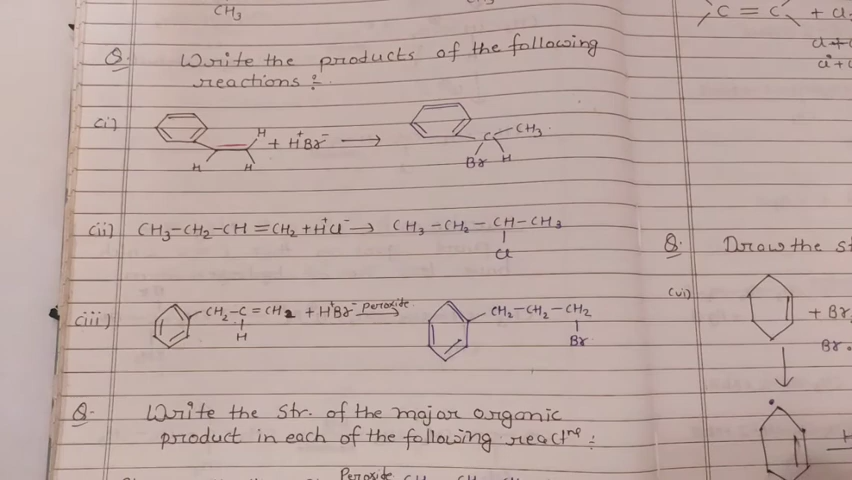 CH₃
Q. Write the products of the following
reactions :
(i) H H H + H⁺Br⁻ → C CH₃ Br H
(ii) CH₃-CH₂-CH=CH₂ + H⁺Cl⁻ → CH₃-CH₂-CH-CH₃
Cl
(iii) CH₂-C=CH₂ + H⁺Br⁻ peroxide → CH₂-CH₂-CH₂
H Br
Q. Write the str. of the major organic
product in each of the following reactⁿˢ :
Peroxide
C = C
Q. Draw the
(vi) + Br
Br